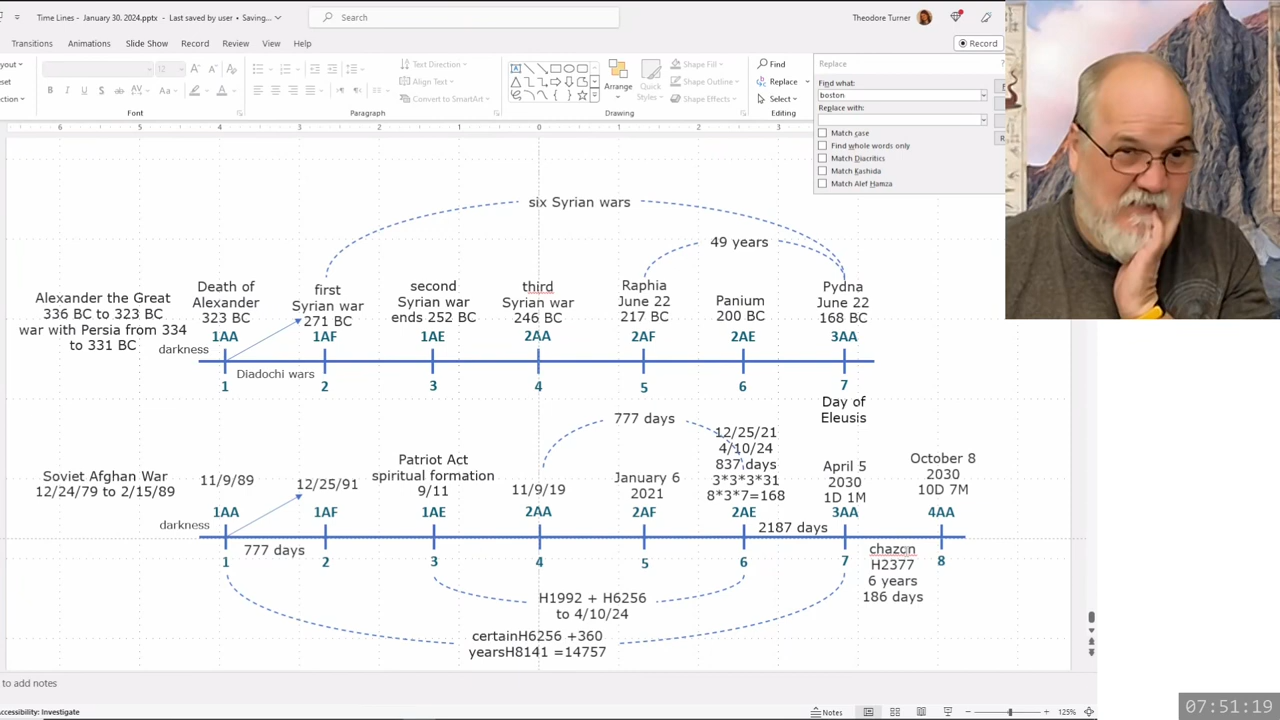 Time Lines - January 30, 2024.pptx - Last saved by user • Saving...
Search
Theodore Turner
Transitions
Animations
Slide Show
Record
Review
View
Help
Record
Text Direction
Align Text
Convert to SmartArt
Arrange
Quick
Styles
Shape Fill
Shape Outline
Shape Effects
Find
Replace
Select
Font
Paragraph
Drawing
Editing
Replace
Find what:
boston
Replace with:
Match case
Find whole words only
Match Diacritics
Match Kashida
Match Alef Hamza
six Syrian wars
49 years
Alexander the Great
336 BC to 323 BC
war with Persia from 334
to 331 BC
Death of
Alexander
323 BC
first
Syrian war
271 BC
second
Syrian war
ends 252 BC
third
Syrian war
246 BC
Raphia
June 22
217 BC
Panium
200 BC
Pydna
June 22
168 BC
1AA
1AF
1AE
2AA
2AF
2AE
3AA
darkness
Diadochi wars
1
2
3
4
5
6
7
Day of
Eleusis
777 days
Soviet Afghan War
12/24/79 to 2/15/89
11/9/89
12/25/91
Patriot Act
spiritual formation
9/11
11/9/19
January 6
2021
12/25/21
4/10/24
837 days
3*3*3*31
8*3*7=168
April 5
2030
1D 1M
October 8
2030
10D 7M
1AA
1AF
1AE
2AA
2AF
2AE
3AA
4AA
darkness
2187 days
777 days
1
2
3
4
5
6
7
8
chazon
H2377
6 years
186 days
H1992 + H6256
to 4/10/24
certainH6256 +360
yearsH8141 =14757
to add notes
Accessibility: Investigate
Notes
125%
07:51:19